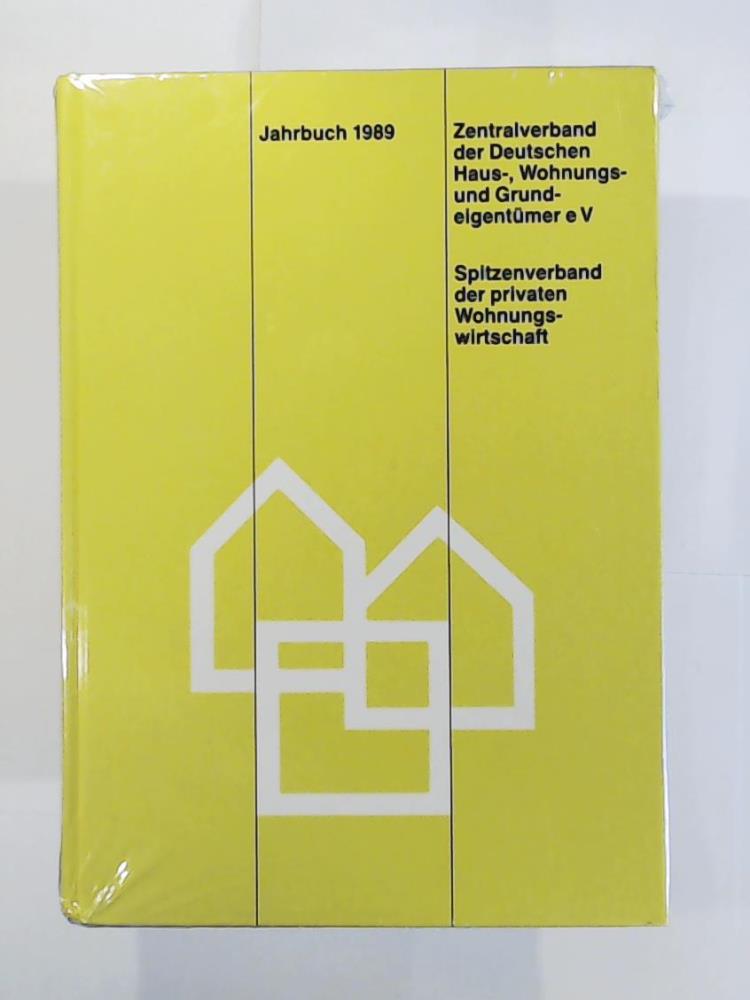 Jahrbuch 1989
Zentralverband
der Deutschen
Haus-, Wohnungs-
und Grund-
eigentümer e V
Spitzenverband
der privaten
Wohnungs-
wirtschaft